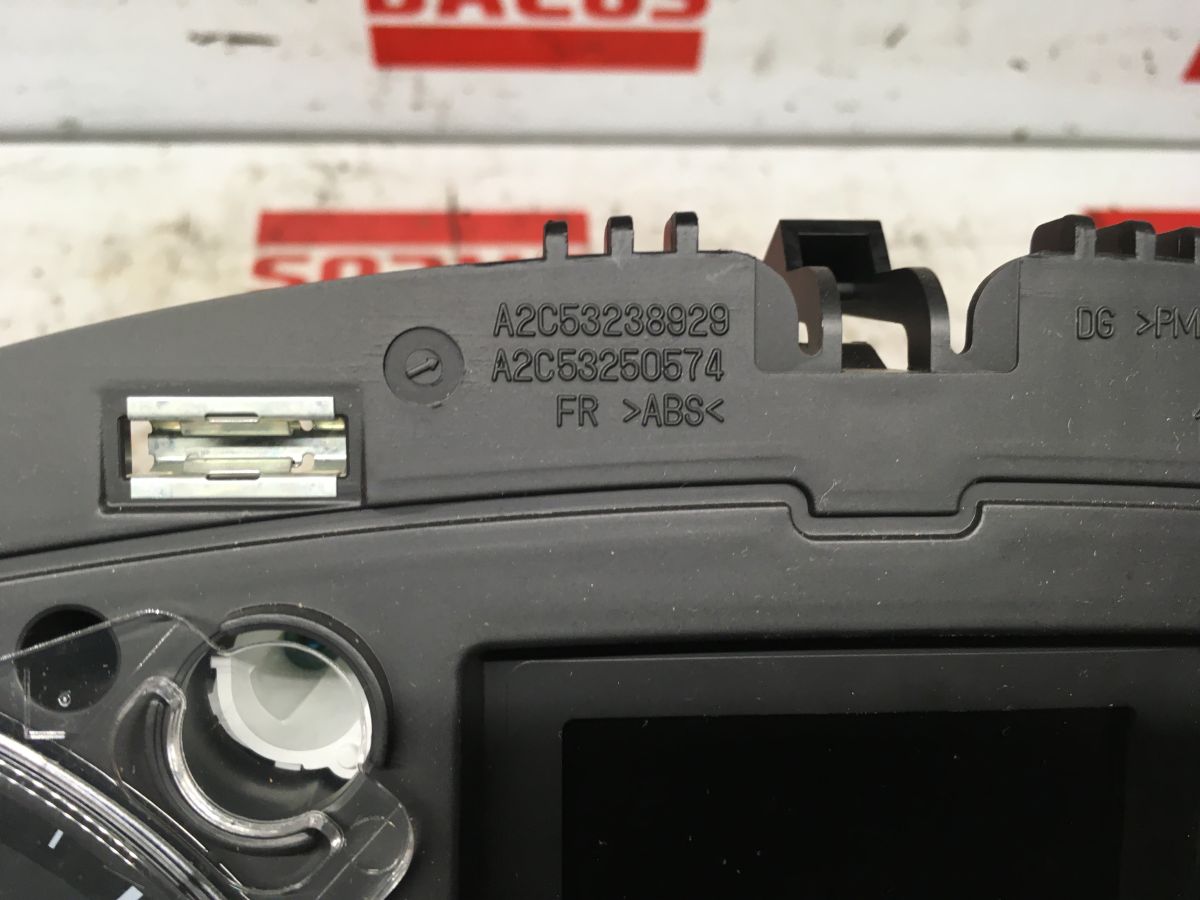 A2C53238929
A2C53250574
FR >ABS<
DG >PM